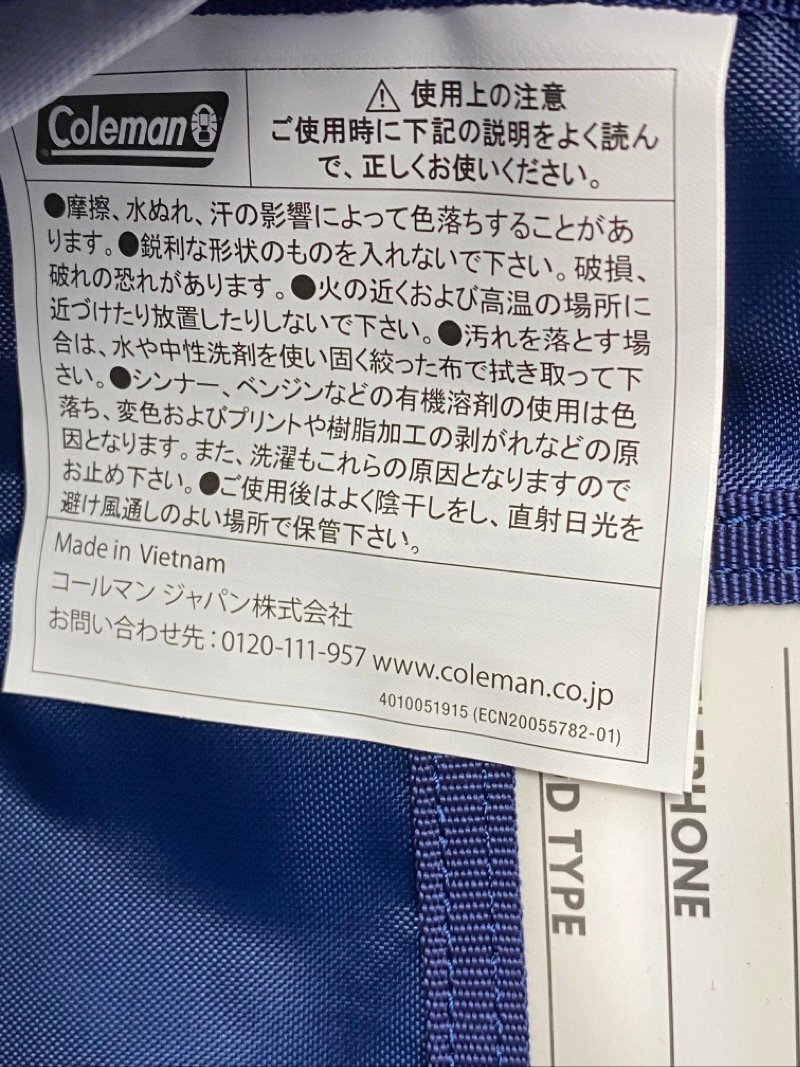 Coleman
⚠ 使用上の注意
ご使用時に下記の説明をよく読ん
で、正しくお使いください。
●摩擦、水ぬれ、汗の影響によって色落ちすることがあ
ります。●鋭利な形状のものを入れないで下さい。破損、
破れの恐れがあります。●火の近くおよび高温の場所に
近づけたり放置したりしないで下さい。●汚れを落とす場
合は、水や中性洗剤を使い固く絞った布で拭き取って下
さい。●シンナー、ベンジンなどの有機溶剤の使用は色
落ち、変色およびプリントや樹脂加工の剥がれなどの原
因となります。また、洗濯もこれらの原因となりますので
お止め下さい。●ご使用後はよく陰干しをし、直射日光を
避け風通しのよい場所で保管下さい。
Made in Vietnam
コールマン ジャパン株式会社
お問い合わせ先：0120-111-957 www.coleman.co.jp
4010051915 (ECN20055782-01)
PHONE
D TYPE